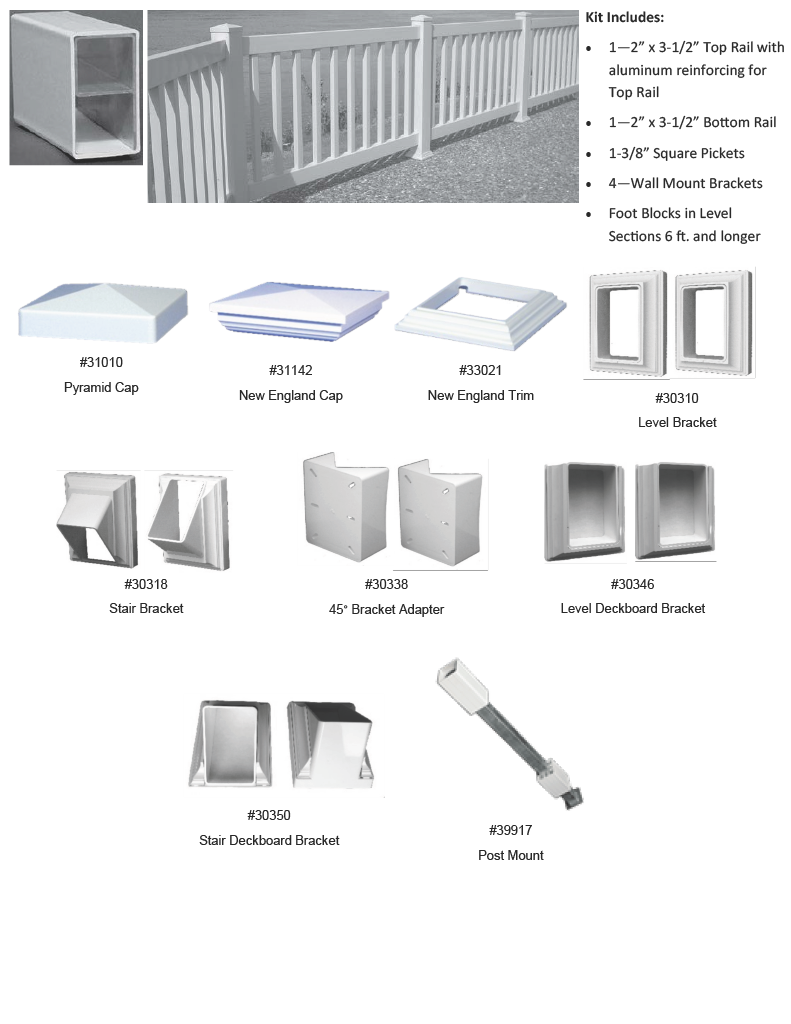 Kit Includes:
• 1—2” x 3-1/2” Top Rail with
aluminum reinforcing for
Top Rail
• 1—2” x 3-1/2” Bottom Rail
• 1-3/8” Square Pickets
• 4—Wall Mount Brackets
• Foot Blocks in Level
Sections 6 ft. and longer
#31010
Pyramid Cap
#31142
New England Cap
#33021
New England Trim
#30310
Level Bracket
#30318
Stair Bracket
#30338
45° Bracket Adapter
#30346
Level Deckboard Bracket
#30350
Stair Deckboard Bracket
#39917
Post Mount